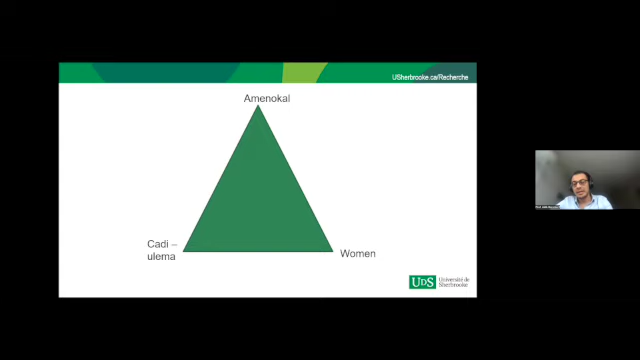 USherbrooke.ca/Recherche
Amenokal
Cadi –
ulema
Women
UDS
Université de
Sherbrooke